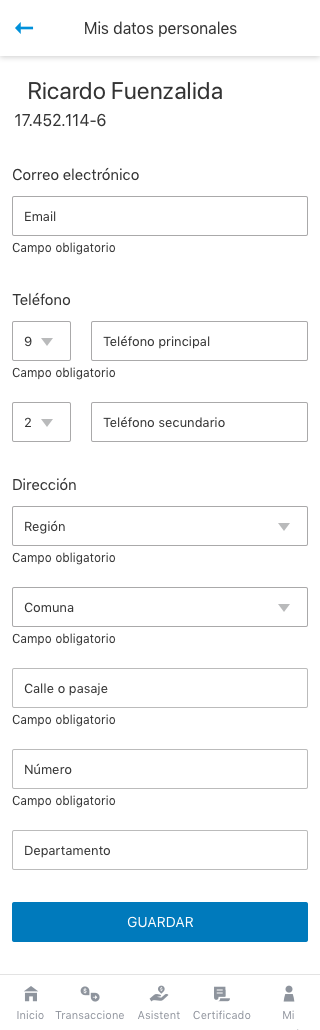 Mis datos personales
Ricardo Fuenzalida
17.452.114-6
Correo electrónico
Email
Campo obligatorio
Teléfono
9 Teléfono principal
Campo obligatorio
2 Teléfono secundario
Dirección
Región
Campo obligatorio
Comuna
Campo obligatorio
Calle o pasaje
Campo obligatorio
Número
Campo obligatorio
Departamento
GUARDAR
Inicio Transaccione Asistent Certificado Mi